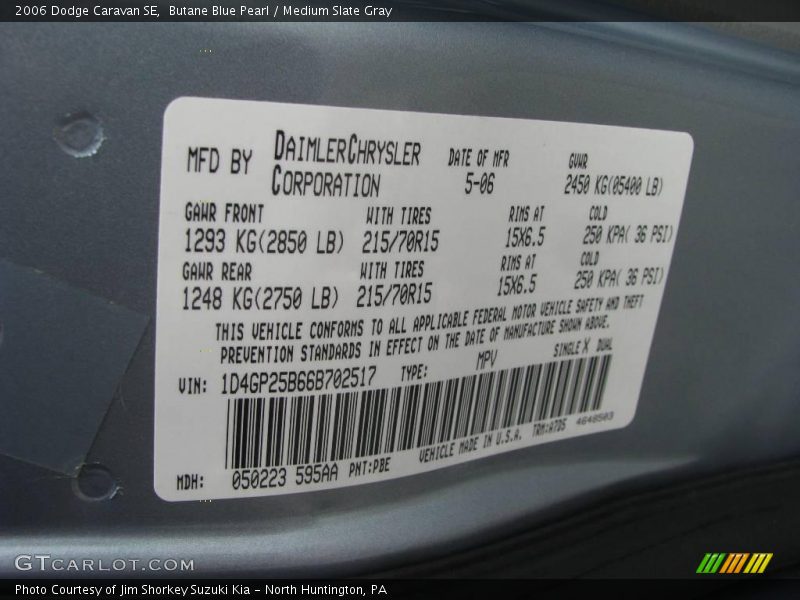 2006 Dodge Caravan SE, Butane Blue Pearl / Medium Slate Gray
MFD BY DAIMLERCHRYSLER CORPORATION
DATE OF MFR 5-06
GVWR 2450 KG(05400 LB)
GAWR FRONT WITH TIRES RIMS AT COLD
1293 KG(2850 LB) 215/70R15 15X6.5 250 KPA( 36 PSI)
GAWR REAR WITH TIRES RIMS AT COLD
1248 KG(2750 LB) 215/70R15 15X6.5 250 KPA( 36 PSI)
THIS VEHICLE CONFORMS TO ALL APPLICABLE FEDERAL MOTOR VEHICLE SAFETY AND THEFT
PREVENTION STANDARDS IN EFFECT ON THE DATE OF MANUFACTURE SHOWN ABOVE.
VIN: 1D4GP25B66B702517 TYPE: MPV SINGLE X DUAL
MDH: 050223 595AA PNT:PBE VEHICLE MADE IN U.S.A. TRM:A7D5 4648503
GTCARLOT.COM
Photo Courtesy of Jim Shorkey Suzuki Kia - North Huntington, PA